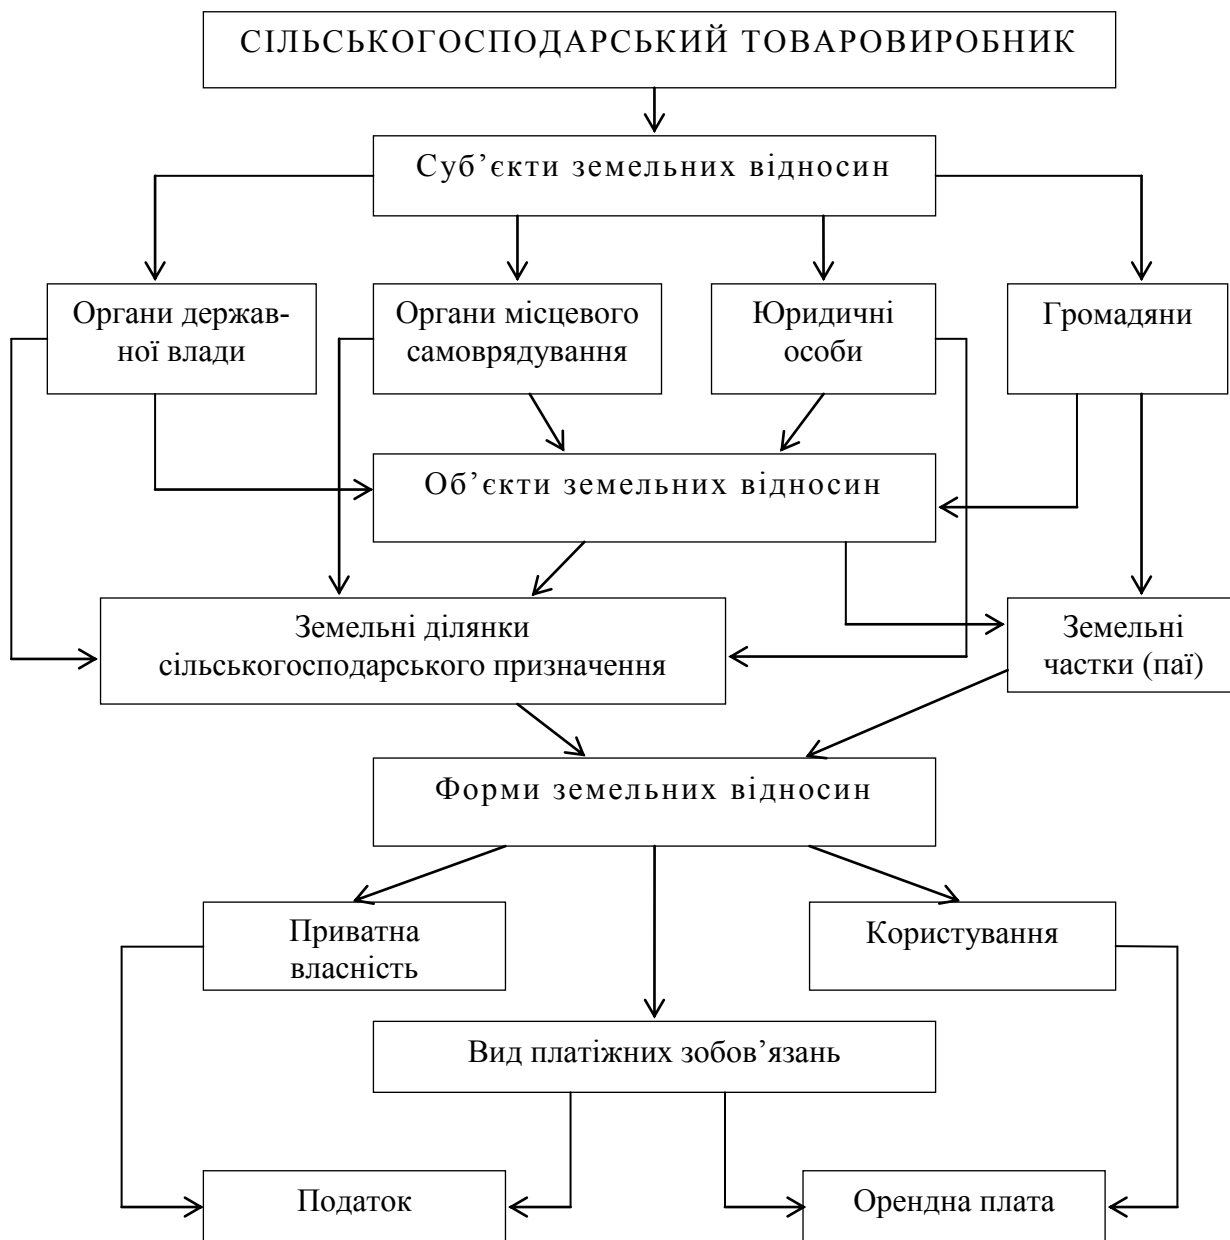 СІЛЬСЬКОГОСПОДАРСЬКИЙ ТОВАРОВИРОБНИК
Суб’єкти земельних відносин
Органи держав-
ної влади
Органи місцевого
самоврядування
Юридичні
особи
Громадяни
Об’єкти земельних відносин
Земельні ділянки
сільськогосподарського призначення
Земельні
частки (паї)
Форми земельних відносин
Приватна
власність
Користування
Вид платіжних зобов’язань
Податок
Орендна плата